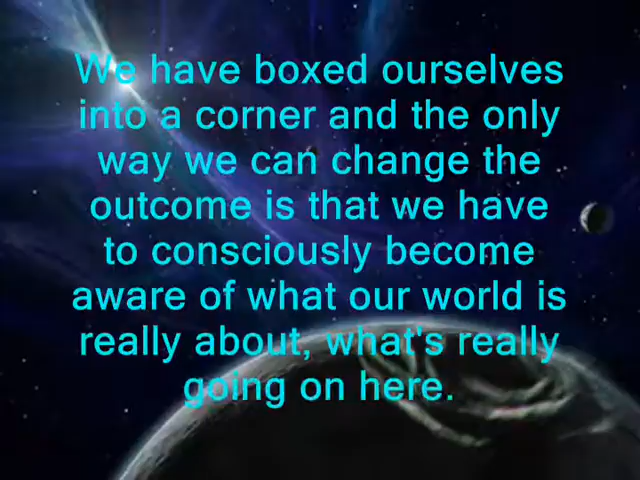 We have boxed ourselves
into a corner and the only
way we can change the
outcome is that we have
to consciously become
aware of what our world is
really about, what's really
going on here.